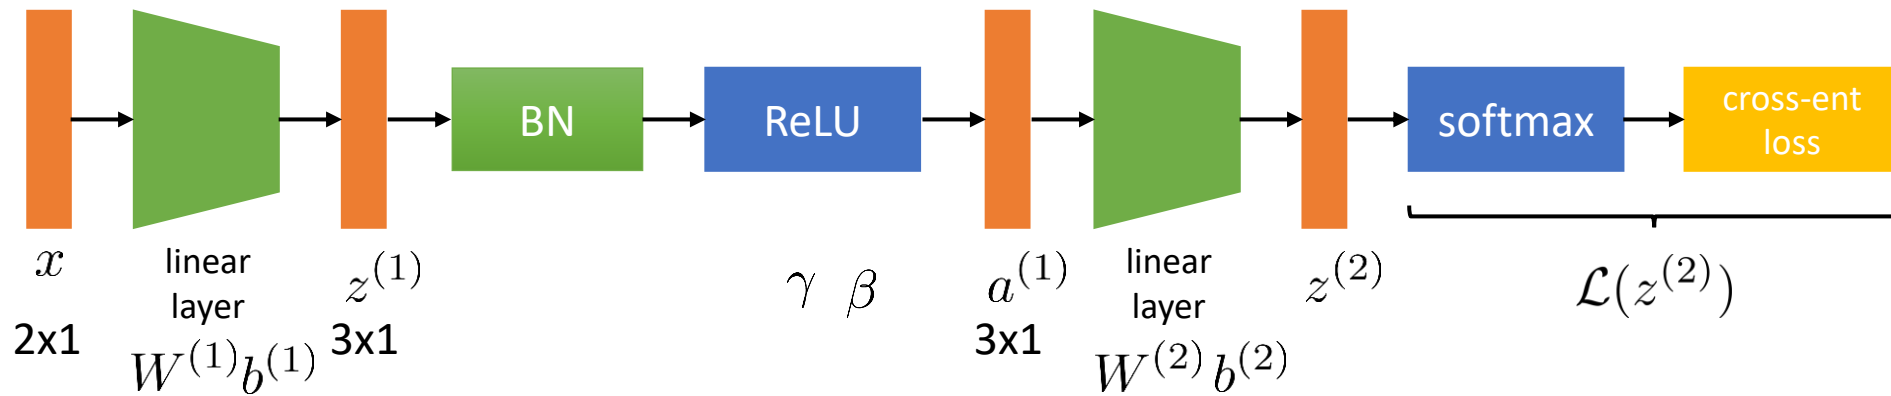 BN
ReLU
softmax
cross-ent
loss
x
2x1
linear
layer
W^{(1)} b^{(1)}
z^{(1)}
3x1
γ β
a^{(1)}
3x1
linear
layer
W^{(2)} b^{(2)}
z^{(2)}
ℒ(z^{(2)})